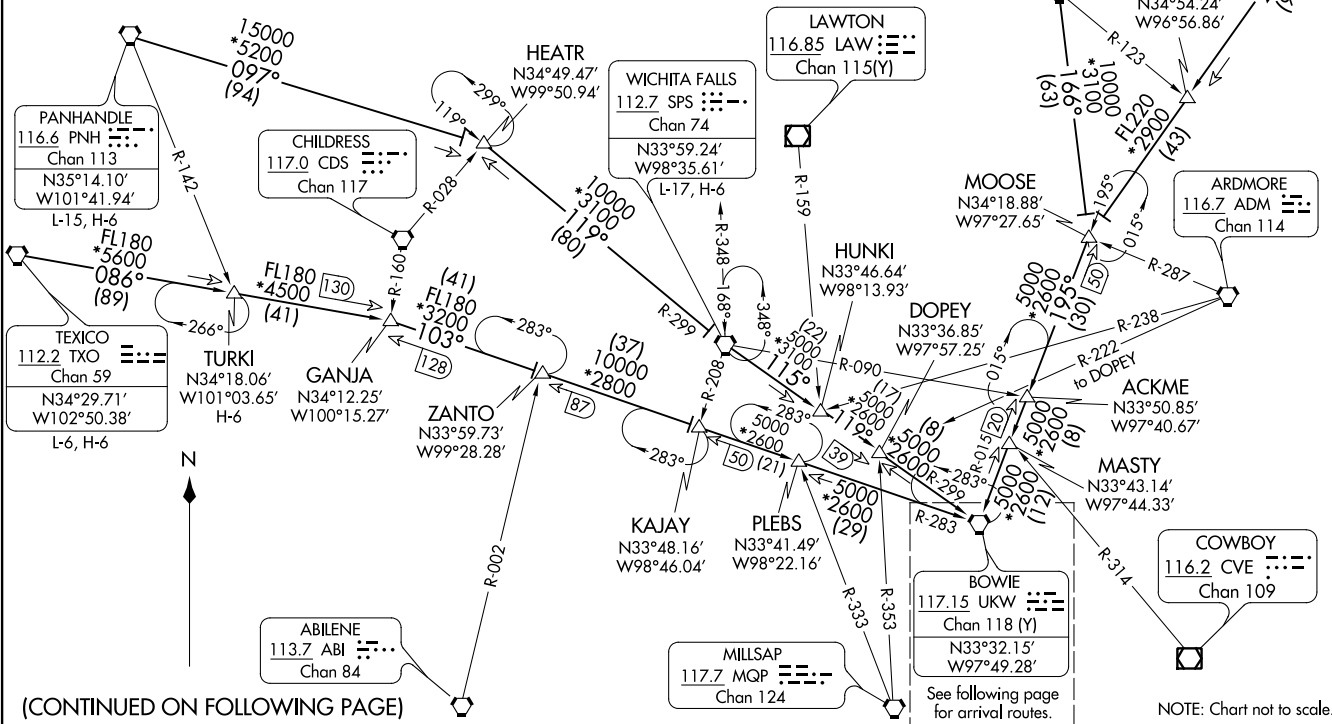 N34°54.24′
W96°56.86′
R-123
10000
*3100
166°
(63)
FL220
*2900
(43)
15000
*5200
097°
(94)
HEATR
N34°49.47′
W99°50.94′
299°
119°
LAWTON
116.85 LAW
Chan 115(Y)
WICHITA FALLS
112.7 SPS
Chan 74
N33°59.24′
W98°35.61′
L-17, H-6
PANHANDLE
116.6 PNH
Chan 113
N35°14.10′
W101°41.94′
L-15, H-6
R-142
CHILDRESS
117.0 CDS
Chan 117
R-028
R-160
10000
*3100
119°
(80)
R-299
R-348
168°
348°
R-159
MOOSE
N34°18.88′
W97°27.65′
195°
015°
ARDMORE
116.7 ADM
Chan 114
R-287
R-238
R-222
to DOPEY
HUNKI
N33°46.64′
W98°13.93′
DOPEY
N33°36.85′
W97°57.25′
5000
*2600
195°
(30)
50
015°
FL180
*5600
086°
(89)
266°
FL180
*4500
(41)
130
TEXICO
112.2 TXO
Chan 59
N34°29.71′
W102°50.38′
L-6, H-6
TURKI
N34°18.06′
W101°03.65′
H-6
GANJA
N34°12.25′
W100°15.27′
(41)
FL180
*3200
103°
128
283°
ZANTO
N33°59.73′
W99°28.28′
87
(37)
10000
*2800
283°
R-208
(22)
5000
*3100
115°
R-090
(17)
5000
*2600
119°
(8)
5000
*2600
R-299
283°
5000
*2600
50
(21)
39
283°
R-015
20
5000
*2600
(8)
ACKME
N33°50.85′
W97°40.67′
MASTY
N33°43.14′
W97°44.33′
5000
*2600
(12)
5000
*2600
(29)
R-283
KAJAY
N33°48.16′
W98°46.04′
PLEBS
N33°41.49′
W98°22.16′
R-002
R-333
R-353
R-314
COWBOY
116.2 CVE
Chan 109
BOWIE
117.15 UKW
Chan 118 (Y)
N33°32.15′
W97°49.28′
See following page
for arrival routes.
ABILENE
113.7 ABI
Chan 84
MILLSAP
117.7 MQP
Chan 124
N
(CONTINUED ON FOLLOWING PAGE)
NOTE: Chart not to scale.